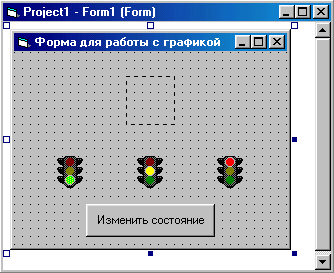 Project1 - Form1 (Form)
Форма для работы с графикой
Изменить состояние